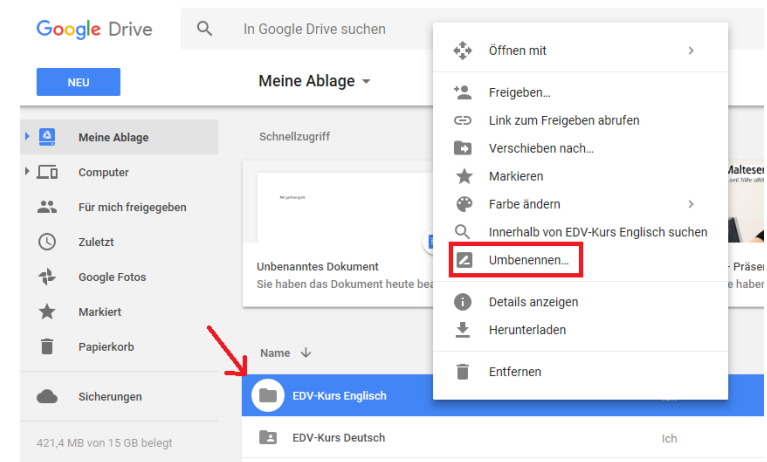 Google Drive
In Google Drive suchen
NEU
Meine Ablage
Meine Ablage
Computer
Für mich freigegeben
Zuletzt
Google Fotos
Markiert
Papierkorb
Sicherungen
421,4 MB von 15 GB belegt
Schnellzugriff
Unbenanntes Dokument
Sie haben das Dokument heute bea
Malteser
- Präsen
e haben
Name
EDV-Kurs Englisch
EDV-Kurs Deutsch
Ich
Öffnen mit
Freigeben...
Link zum Freigeben abrufen
Verschieben nach...
Markieren
Farbe ändern
Innerhalb von EDV-Kurs Englisch suchen
Umbenennen...
Details anzeigen
Herunterladen
Entfernen